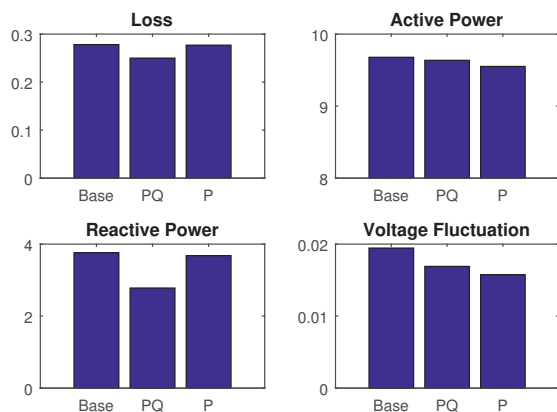 Loss
0.3
0.2
0.1
0
Base PQ P
Active Power
10
9
8
Base PQ P
Reactive Power
4
2
0
Base PQ P
Voltage Fluctuation
0.02
0.01
0
Base PQ P